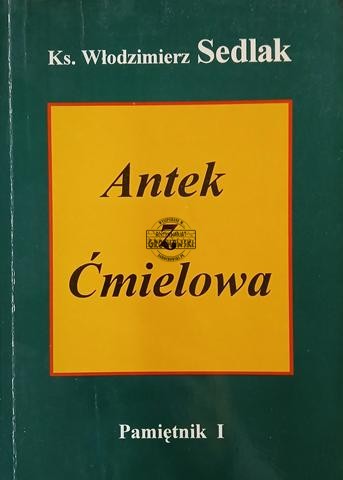 Ks. Włodzimierz Sedlak
Antek
z
Ćmielowa
Pamiętnik I